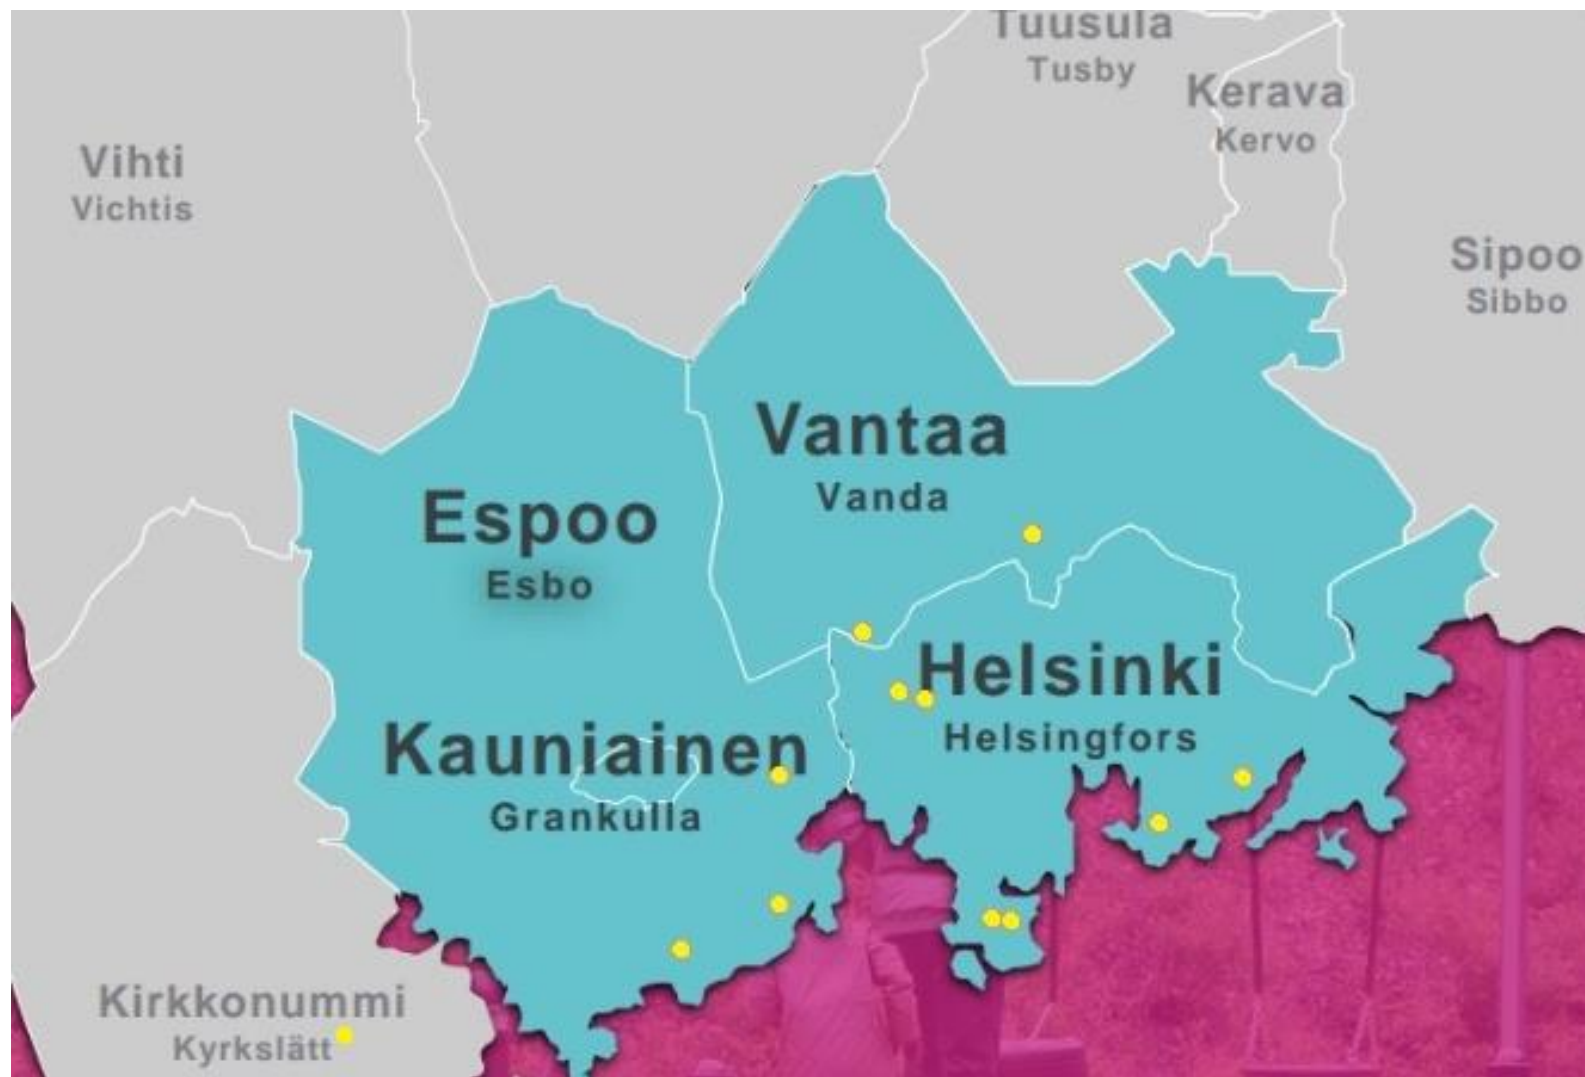 Tuusula
Tusby
Kerava
Kervo
Vihti
Vichtis
Sipoo
Sibbo
Vantaa
Vanda
Espoo
Esbo
Helsinki
Helsingfors
Kauniainen
Grankulla
Kirkkonummi
Kyrkslätt